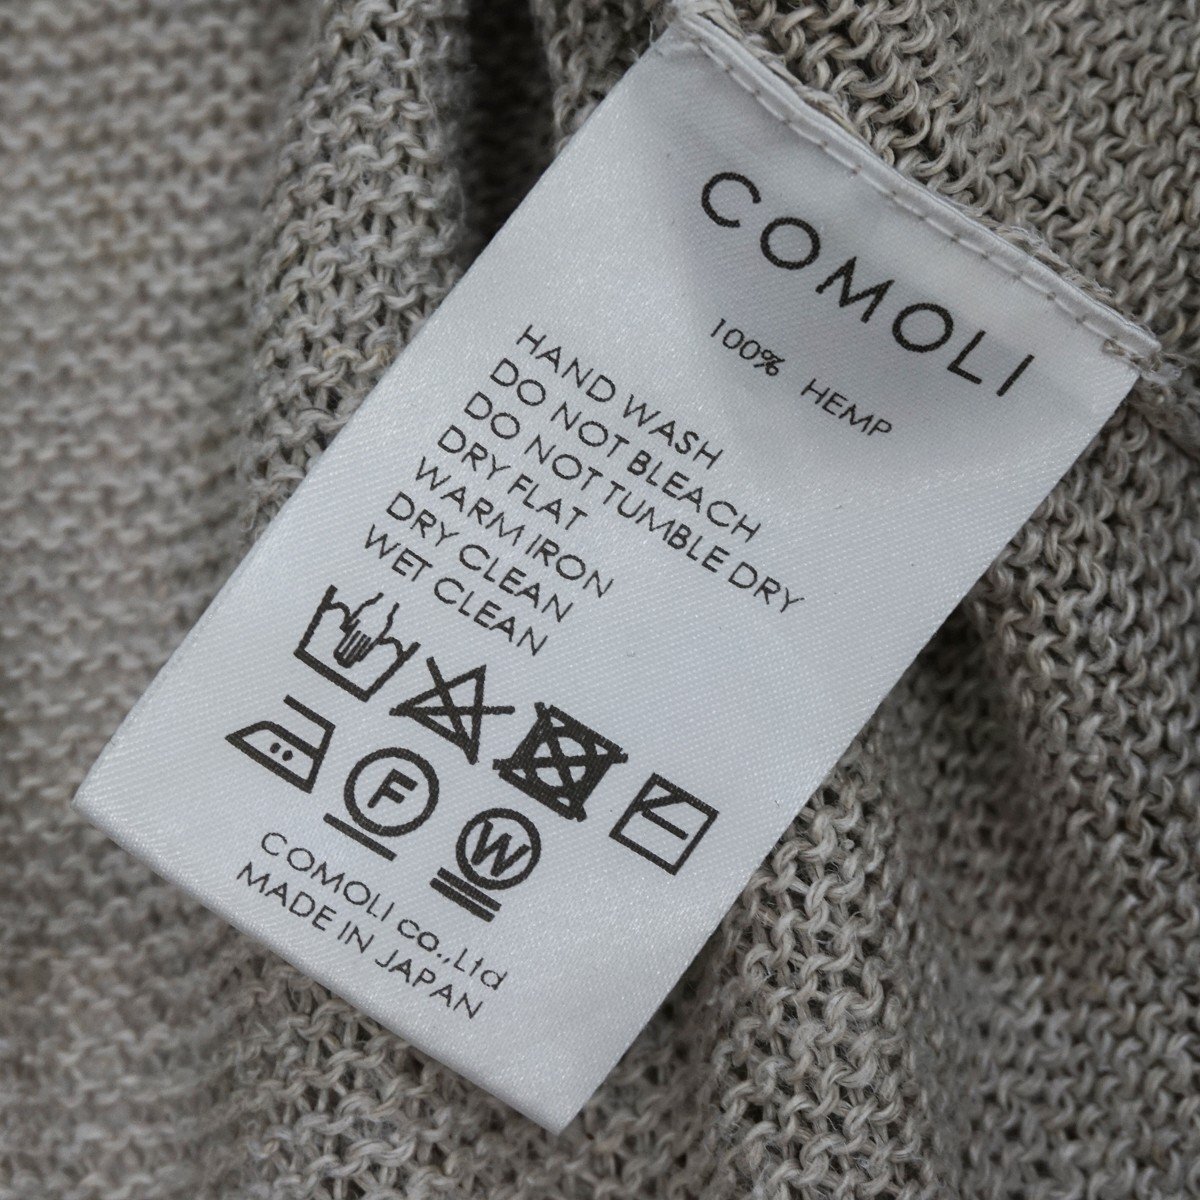 COMOLI
100% HEMP
HAND WASH
DO NOT BLEACH
DO NOT TUMBLE DRY
DRY FLAT
WARM IRON
DRY CLEAN
WET CLEAN
F
W
COMOLI co.,Ltd
MADE IN JAPAN